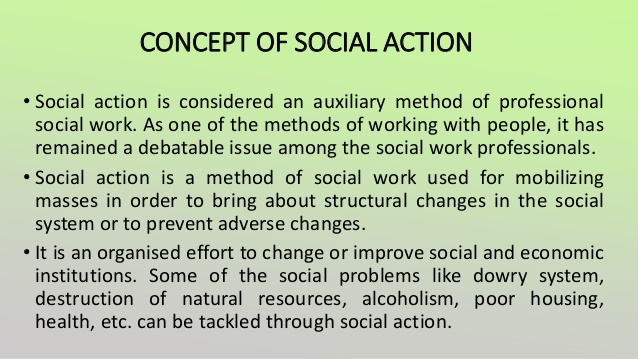 CONCEPT OF SOCIAL ACTION
• Social action is considered an auxiliary method of professional
social work. As one of the methods of working with people, it has
remained a debatable issue among the social work professionals.
• Social action is a method of social work used for mobilizing
masses in order to bring about structural changes in the social
system or to prevent adverse changes.
• It is an organised effort to change or improve social and economic
institutions. Some of the social problems like dowry system,
destruction of natural resources, alcoholism, poor housing,
health, etc. can be tackled through social action.